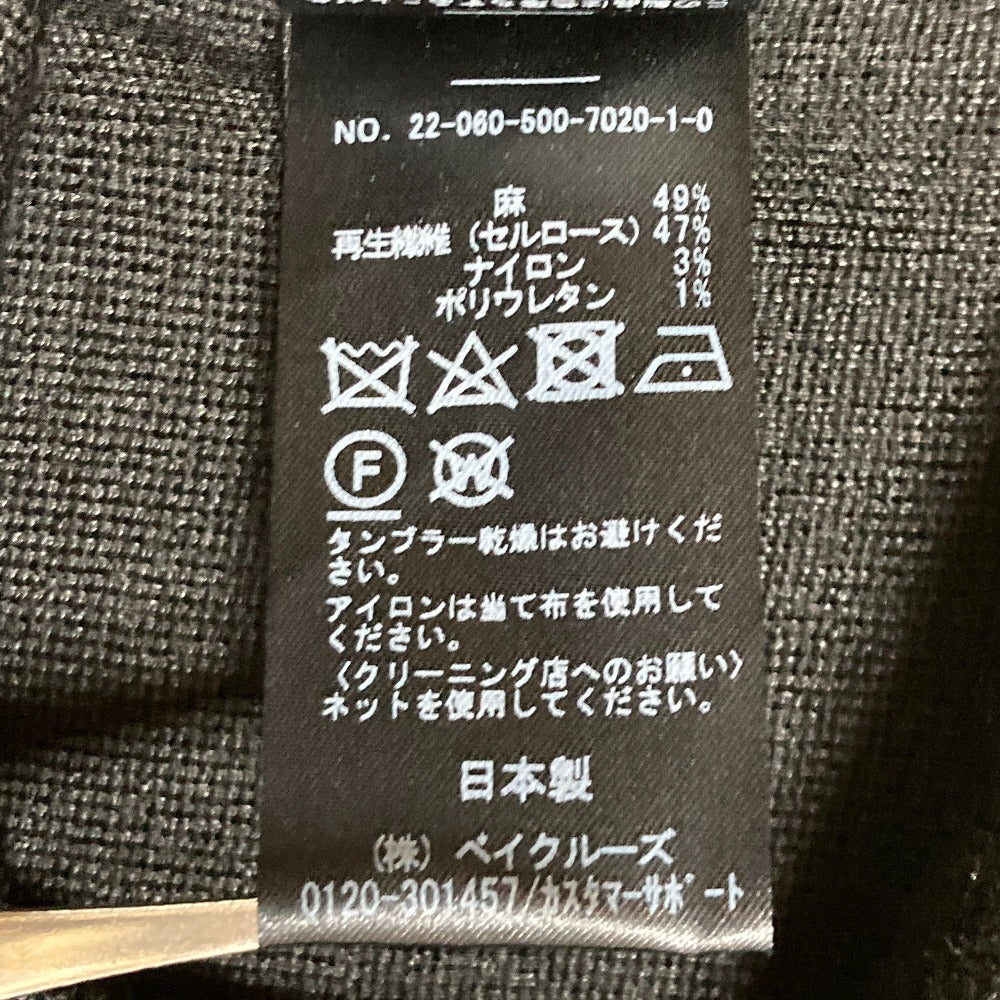 NO. 22-060-500-7020-1-0
麻 49%
再生繊維 (セルロース) 47%
ナイロン 3%
ポリウレタン 1%
F W
タンブラー乾燥はお避けくだ
さい。
アイロンは当て布を使用して
ください。
〈クリーニング店へのお願い〉
ネットを使用してください。
日本製
(株) ベイクルーズ
0120-301457/カスタマーサポート